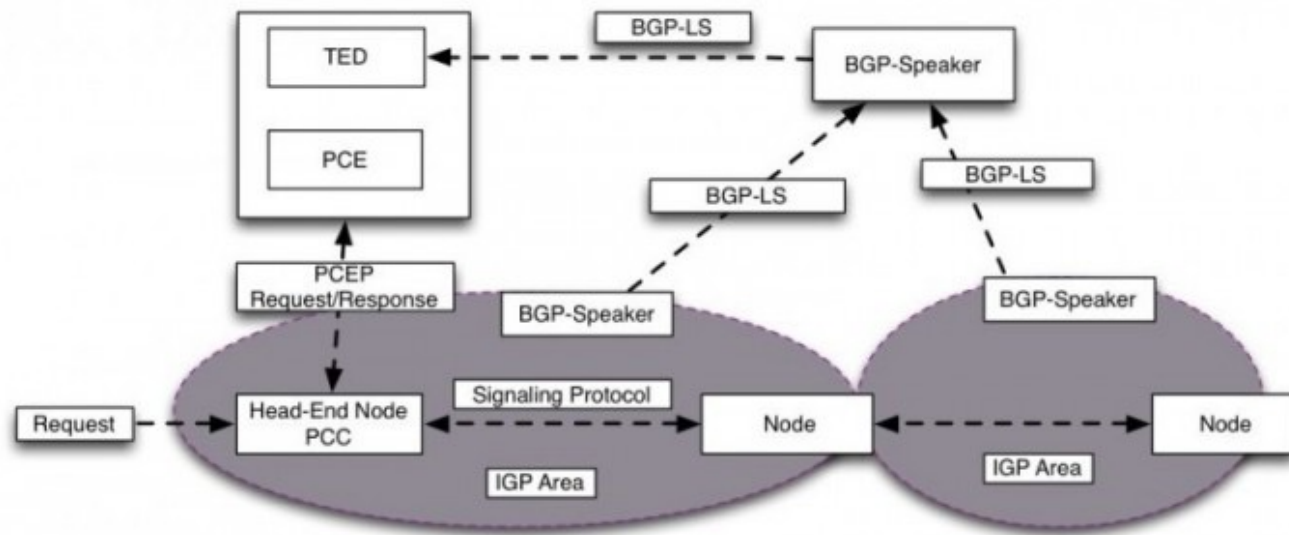 BGP-LS
TED
BGP-Speaker
PCE
BGP-LS
BGP-LS
PCEP
Request/Response
BGP-Speaker
BGP-Speaker
Signaling Protocol
Request
Head-End Node
PCC
Node
Node
IGP Area
IGP Area